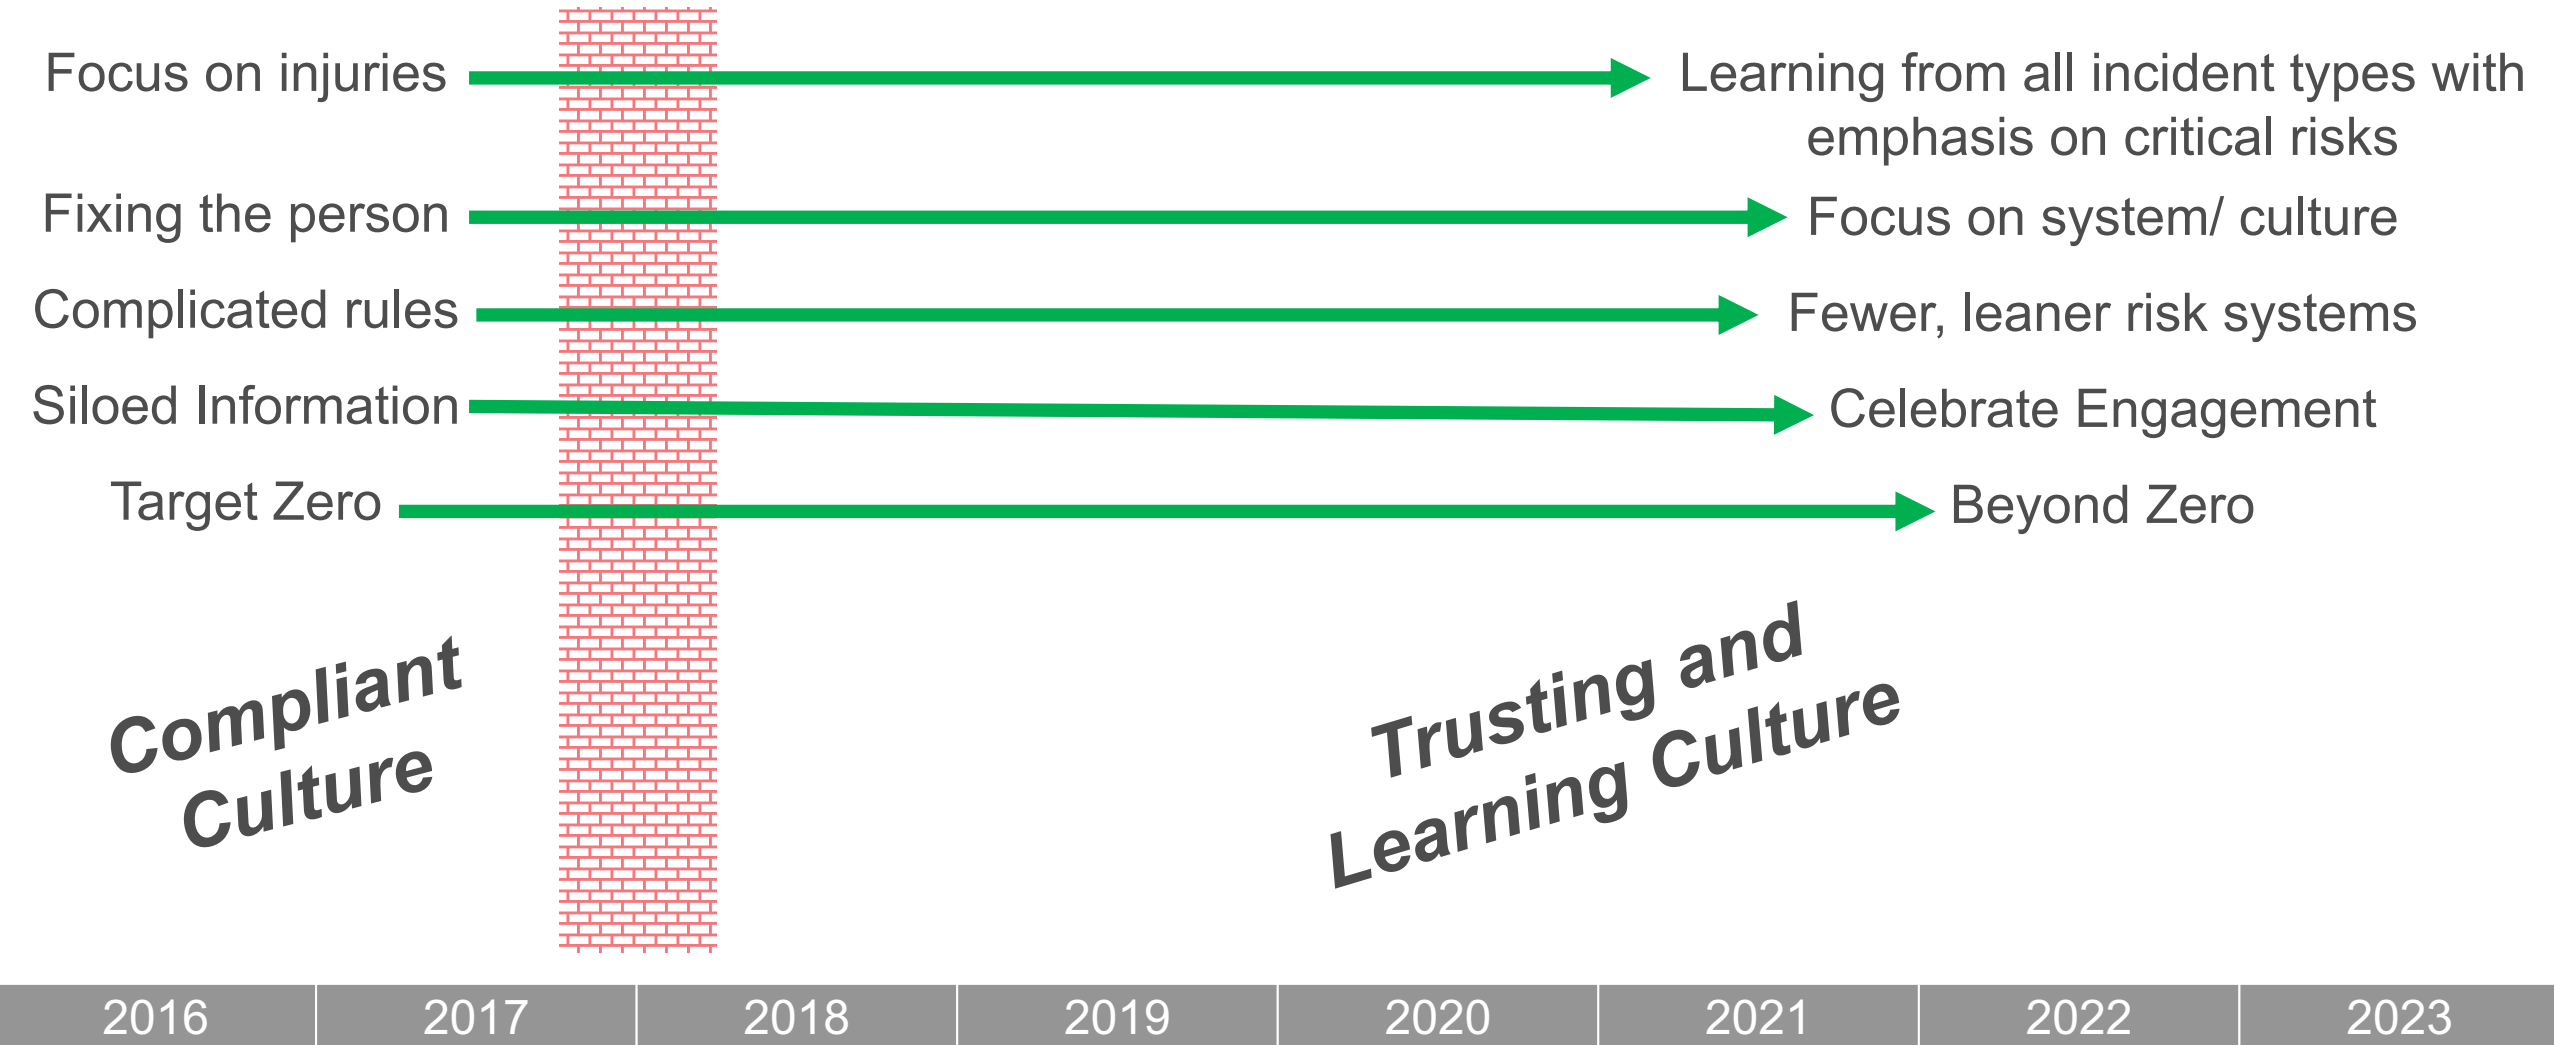 Focus on injuries
Learning from all incident types with
emphasis on critical risks
Fixing the person
Focus on system/ culture
Complicated rules
Fewer, leaner risk systems
Siloed Information
Celebrate Engagement
Target Zero
Beyond Zero
Compliant
Culture
Trusting and
Learning Culture
2016 2017 2018 2019 2020 2021 2022 2023